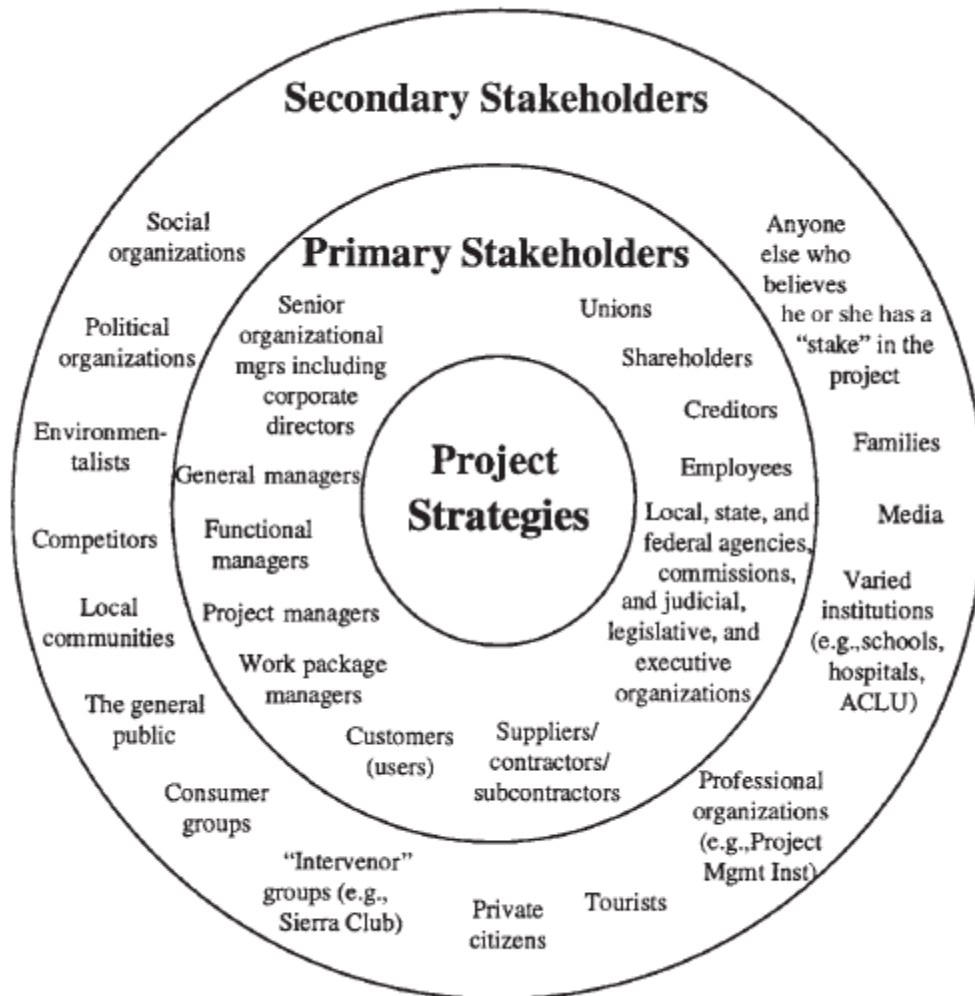 Secondary Stakeholders
Social
organizations
Political
organizations
Environmen-
talists
Competitors
Local
communities
The general
public
Consumer
groups
"Intervenor"
groups (e.g.,
Sierra Club)
Private
citizens
Tourists
Professional
organizations
(e.g.,Project
Mgmt Inst)
Varied
institutions
(e.g.,schools,
hospitals,
ACLU)
Media
Families
Anyone
else who
believes
he or she has a
"stake" in the
project
Primary Stakeholders
Senior
organizational
mgrs including
corporate
directors
General managers
Functional
managers
Project managers
Work package
managers
Customers
(users)
Suppliers/
contractors/
subcontractors
Local, state, and
federal agencies,
commissions,
and judicial,
legislative, and
executive
organizations
Employees
Creditors
Shareholders
Unions
Project
Strategies